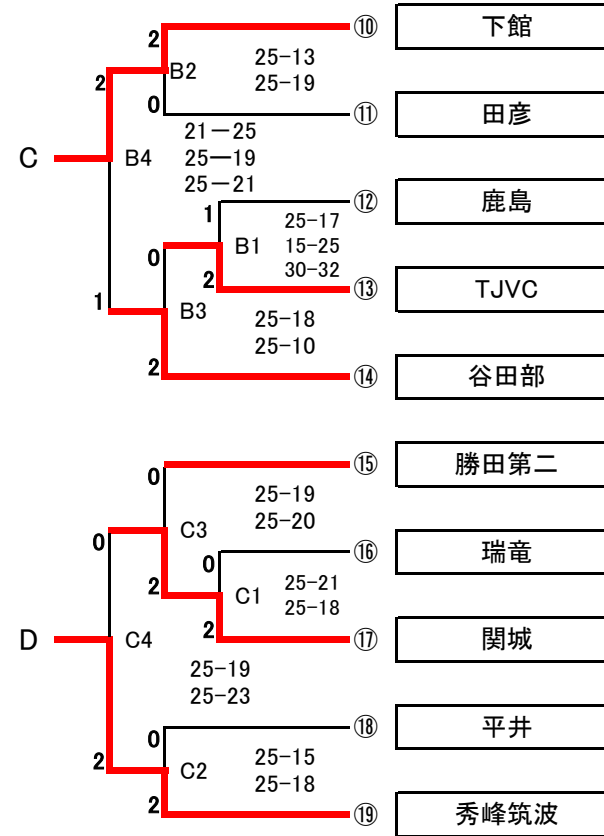 2 ⑩ 下館
B2 25-13
2 25-19
0 ⑪ 田彦
21-25
C B4 25-19
25-21
1 ⑫ 鹿島
25-17
0 B1 15-25
2 30-32
⑬ TJVC
1 B3 25-18
25-10
2 ⑭ 谷田部
0 ⑮ 勝田第二
25-19
C3 25-20
0 0 ⑯ 瑞竜
2 C1 25-21
25-18
2 ⑰ 関城
D C4
25-19
25-23
0 ⑱ 平井
2 C2 25-15
25-18
2 ⑲ 秀峰筑波